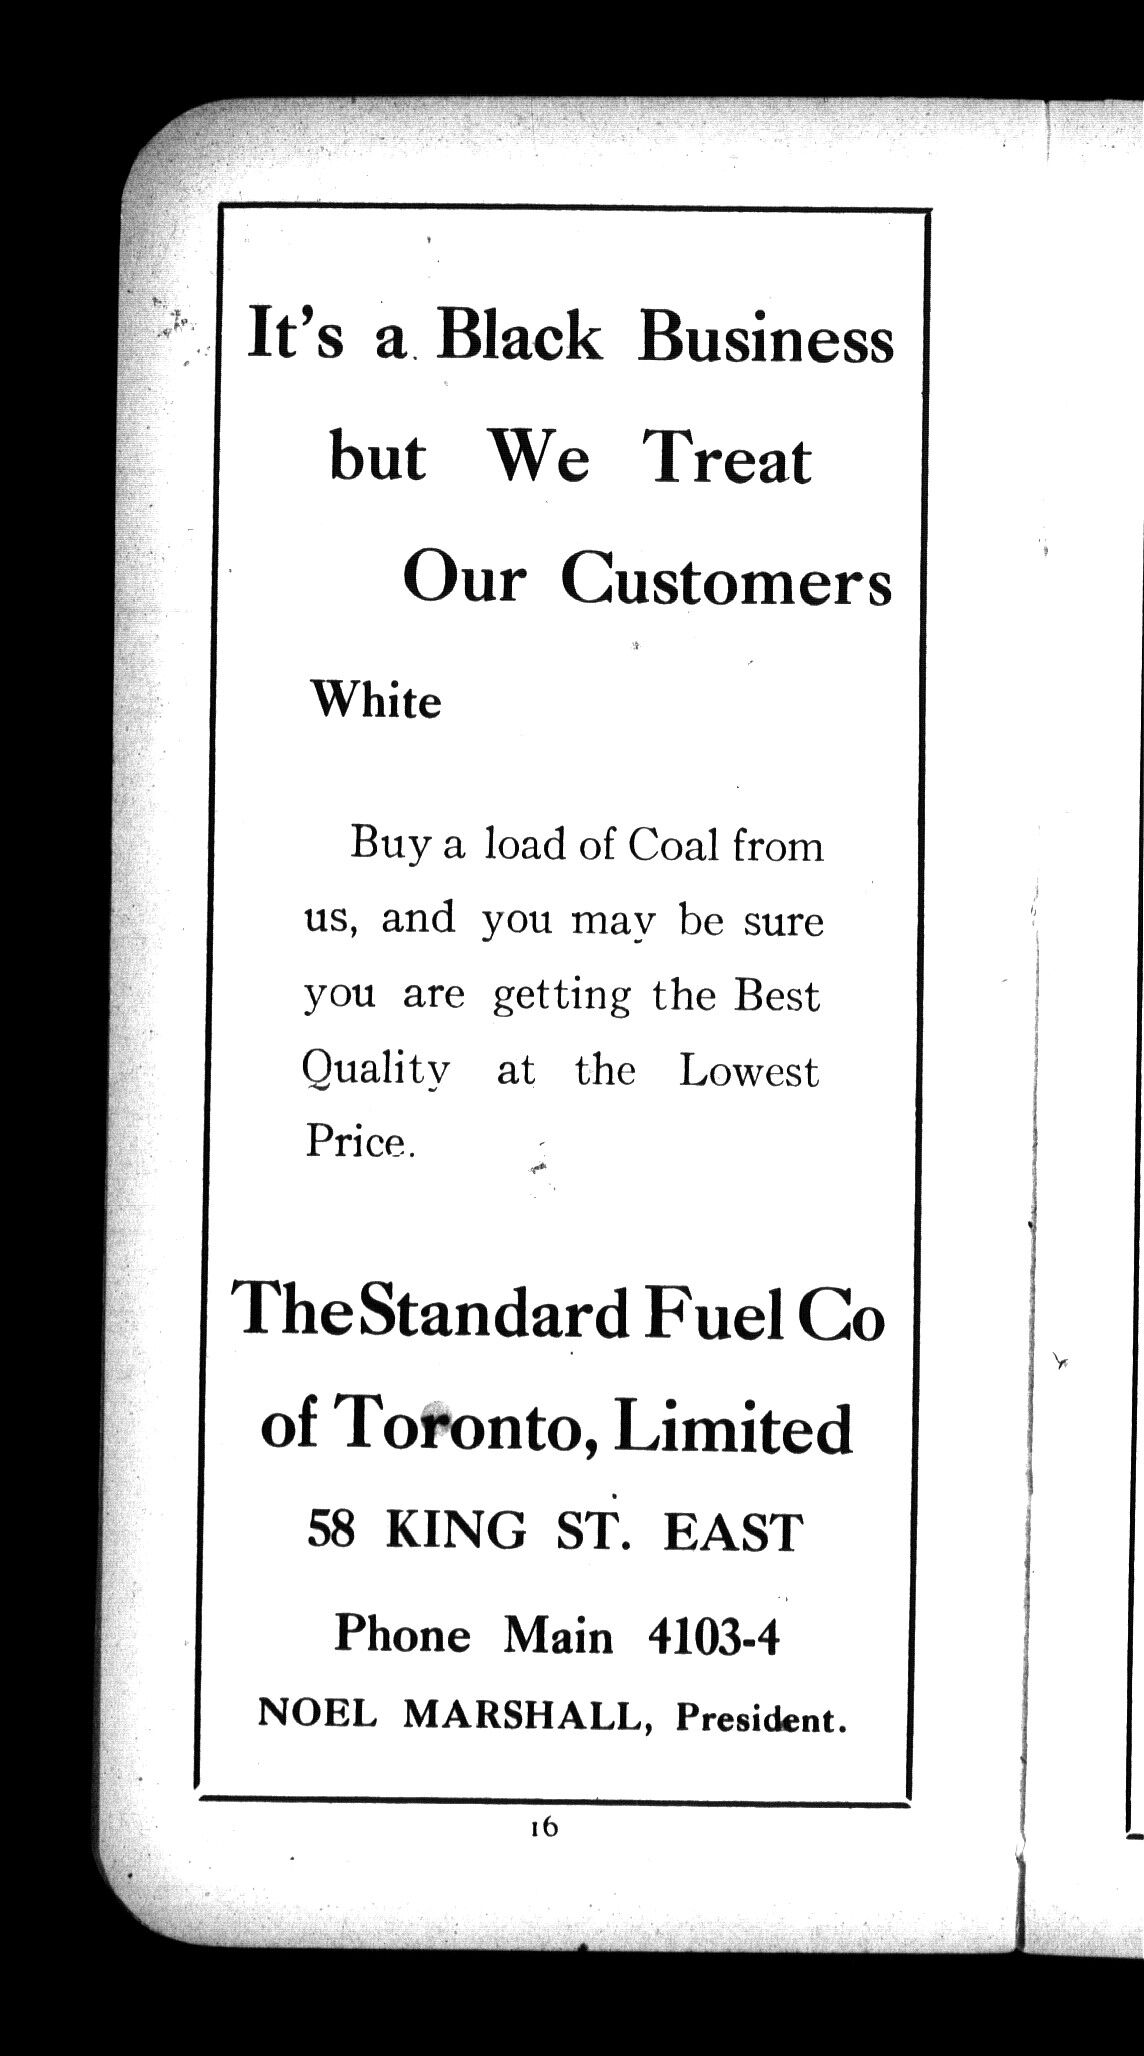 It's a Black Business
but We Treat
Our Customers
White
Buy a load of Coal from
us, and you may be sure
you are getting the Best
Quality at the Lowest
Price.
The Standard Fuel Co
of Toronto, Limited
58 KING ST. EAST
Phone Main 4103-4
NOEL MARSHALL, President.
16